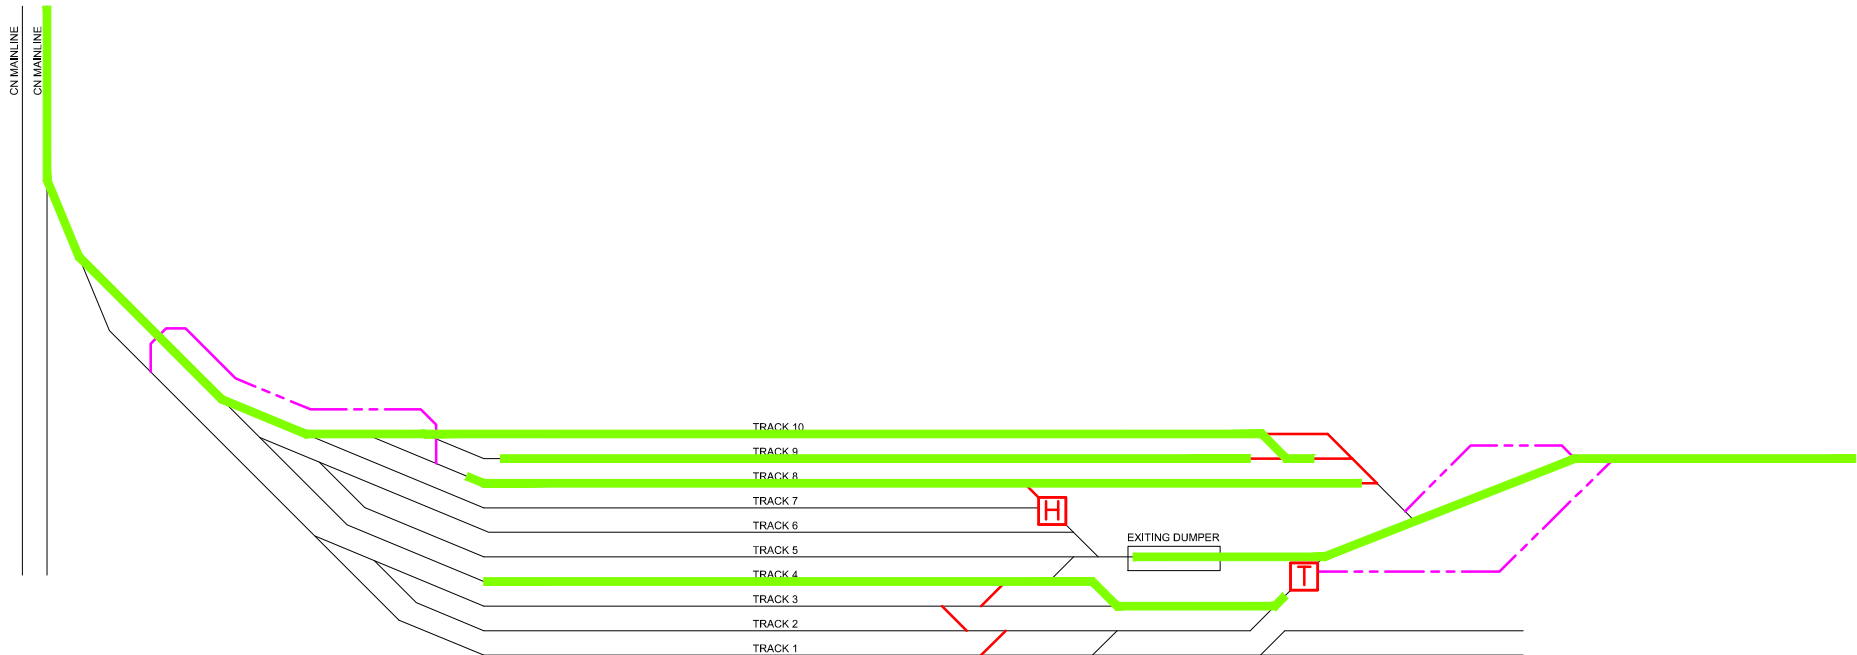 CN MAINLINE
CN MAINLINE
TRACK 10
TRACK 9
TRACK 8
TRACK 7
H
TRACK 6
TRACK 5
EXITING DUMPER
TRACK 4
T
TRACK 3
TRACK 2
TRACK 1